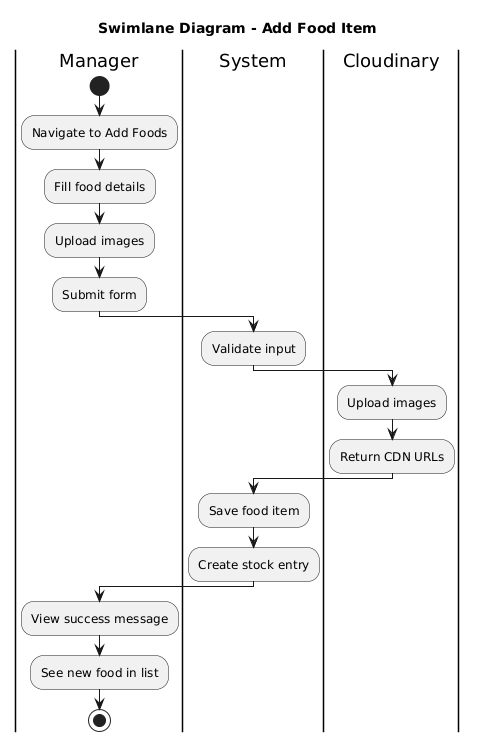 Swimlane Diagram - Add Food Item
Manager
System
Cloudinary
Navigate to Add Foods
Fill food details
Upload images
Submit form
Validate input
Upload images
Return CDN URLs
Save food item
Create stock entry
View success message
See new food in list